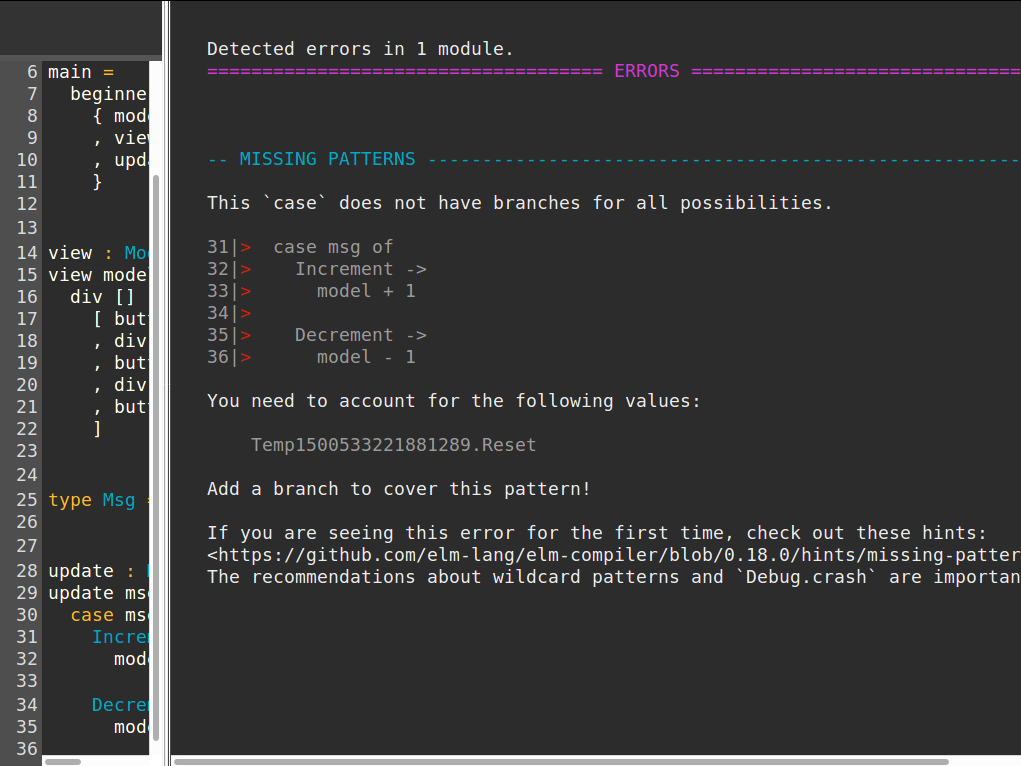 6 main =
7 beginne
8 { mod
9 , view
10 , upda
11 }
12
13
14 view : Mod
15 view model
16 div []
17 [ butt
18 , div
19 , butt
20 , div
21 , butt
22 ]
23
24
25 type Msg =
26
27
28 update :
29 update msg
30 case msg
31 Increm
32 mode
33
34 Decrem
35 mode
36
Detected errors in 1 module.
==================================== ERRORS ==============================
-- MISSING PATTERNS ------------------------------------------------------
This `case` does not have branches for all possibilities.
31|> case msg of
32|> Increment ->
33|> model + 1
34|>
35|> Decrement ->
36|> model - 1
You need to account for the following values:
Temp1500533221881289.Reset
Add a branch to cover this pattern!
If you are seeing this error for the first time, check out these hints:
<https://github.com/elm-lang/elm-compiler/blob/0.18.0/hints/missing-patter
The recommendations about wildcard patterns and `Debug.crash` are importan